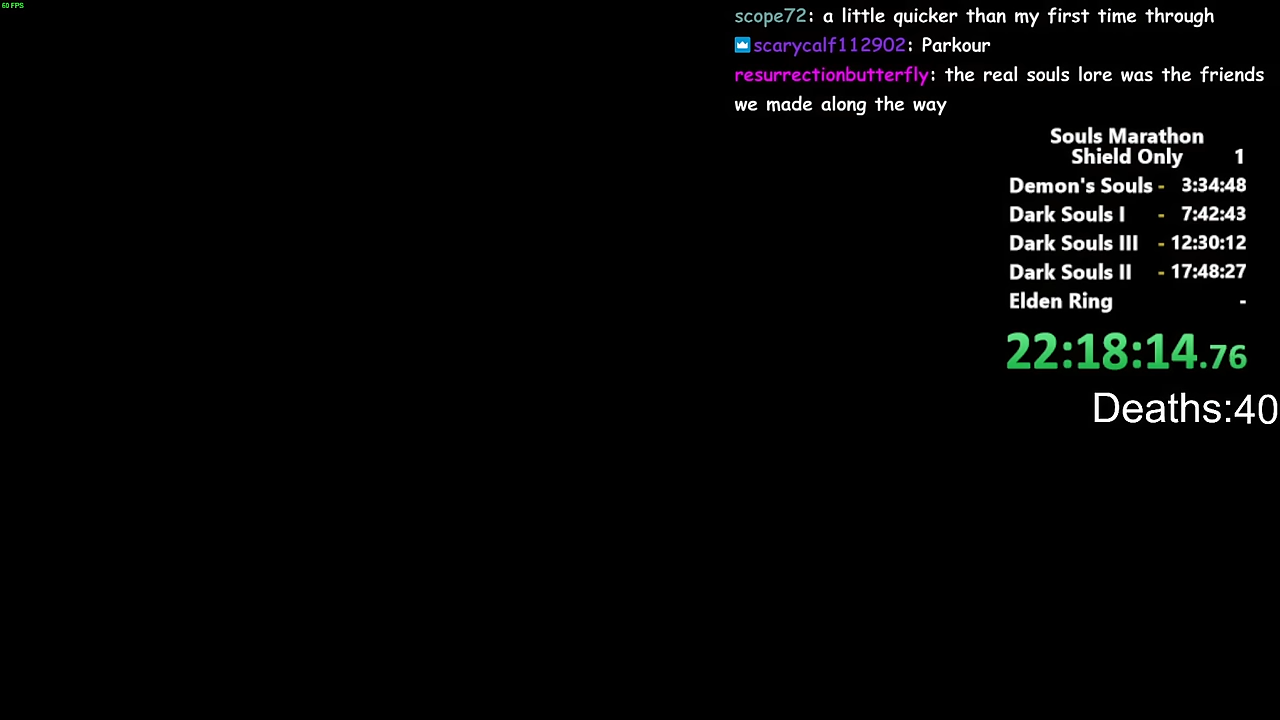 60 FPS
scope72: a little quicker than my first time through
scarycalf112902: Parkour
resurrectionbutterfly: the real souls lore was the friends
we made along the way
Souls Marathon
Shield Only 1
Demon's Souls - 3:34:48
Dark Souls I - 7:42:43
Dark Souls III - 12:30:12
Dark Souls II - 17:48:27
Elden Ring -
22:18:14.76
Deaths:40